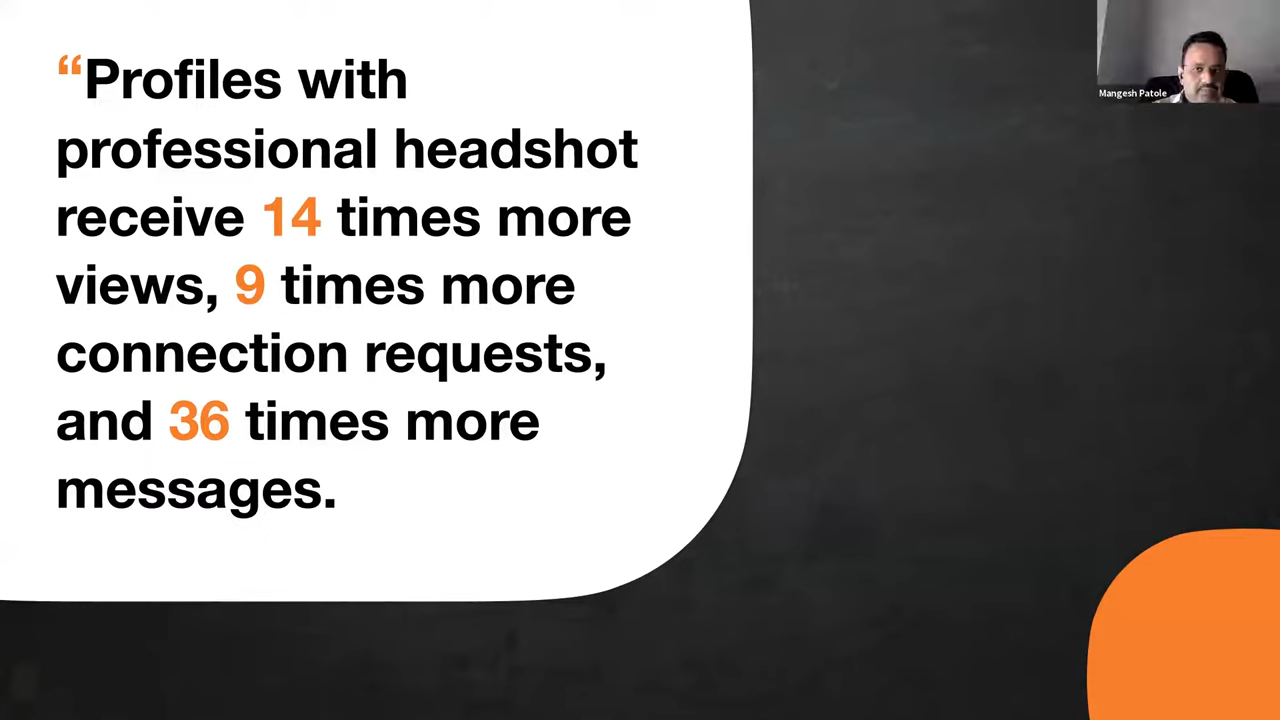 “Profiles with
professional headshot
receive 14 times more
views, 9 times more
connection requests,
and 36 times more
messages.
Mangesh Patole